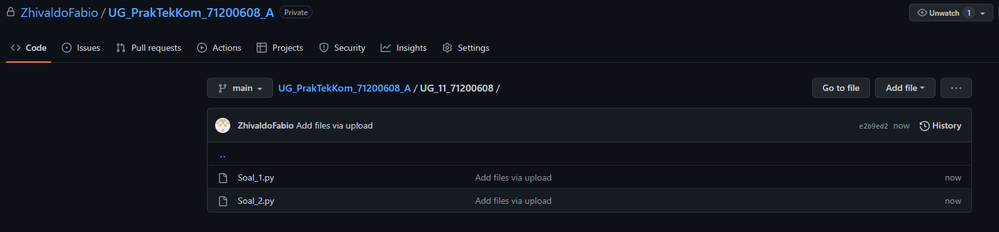 ZhivaldoFabio / UG_PrakTekKom_71200608_A Private Unwatch 1
Code Issues Pull requests Actions Projects Security Insights Settings
main UG_PrakTekKom_71200608_A / UG_11_71200608 / Go to file Add file ...
ZhivaldoFabio Add files via upload e2b9ed2 now History
..
Soal_1.py Add files via upload now
Soal_2.py Add files via upload now